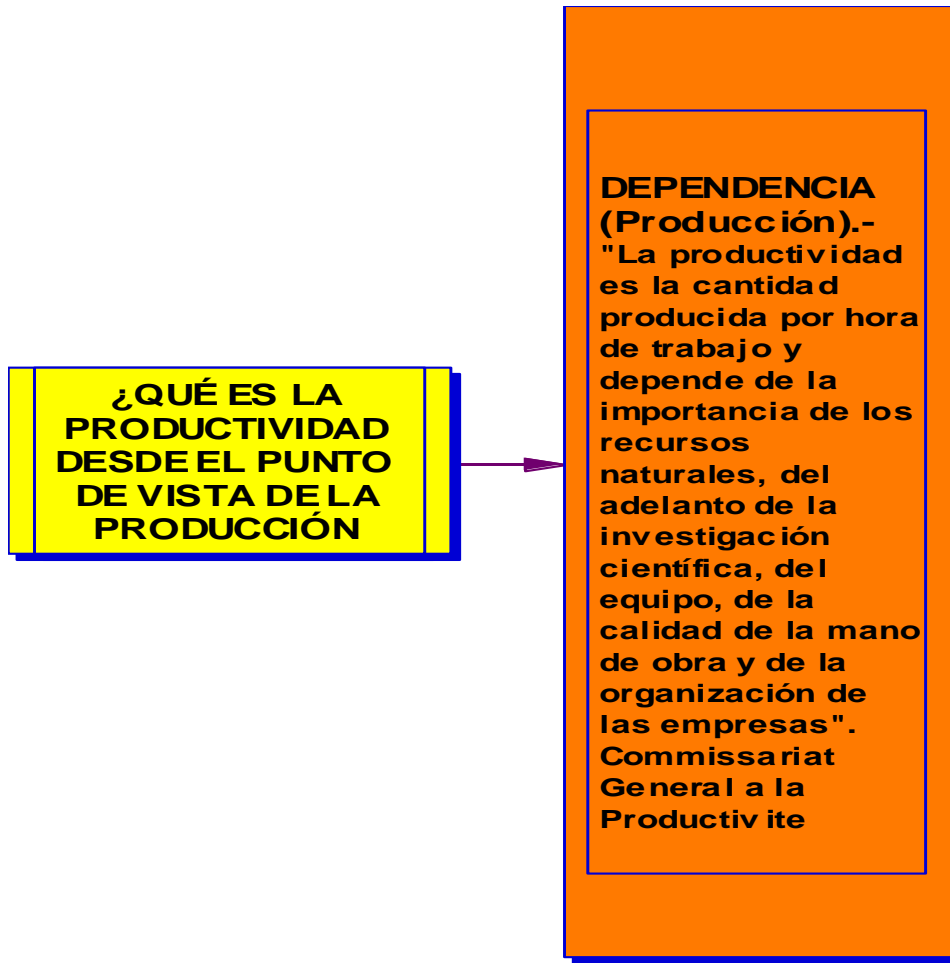 ¿QUÉ ES LA
PRODUCTIVIDAD
DESDE EL PUNTO
DE VISTA DE LA
PRODUCCIÓN
DEPENDENCIA
(Producción).-
"La productividad
es la cantidad
producida por hora
de trabajo y
depende de la
importancia de los
recursos
naturales, del
adelanto de la
investigación
científica, del
equipo, de la
calidad de la mano
de obra y de la
organización de
las empresas".
Commissariat
General a la
Productivite